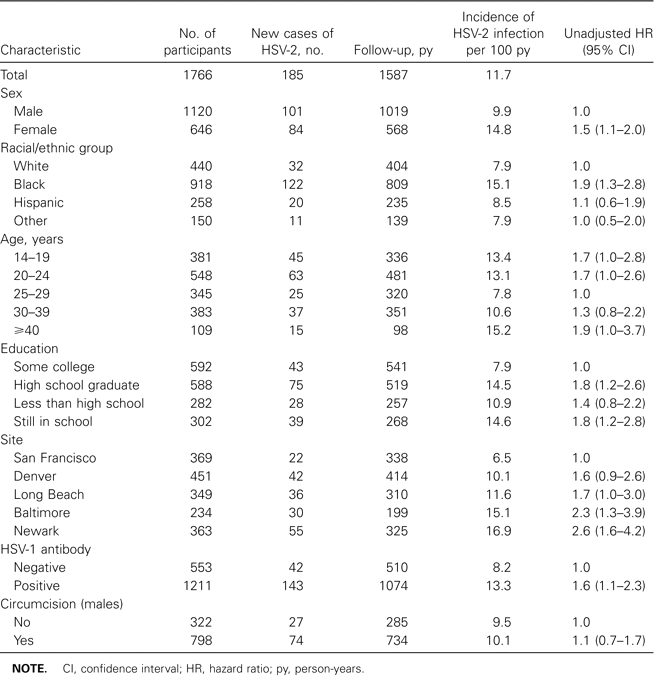 Characteristic No. of participants New cases of HSV-2, no. Follow-up, py Incidence of HSV-2 infection per 100 py Unadjusted HR (95% CI)
Total 1766 185 1587 11.7
Sex
Male 1120 101 1019 9.9 1.0
Female 646 84 568 14.8 1.5 (1.1–2.0)
Racial/ethnic group
White 440 32 404 7.9 1.0
Black 918 122 809 15.1 1.9 (1.3–2.8)
Hispanic 258 20 235 8.5 1.1 (0.6–1.9)
Other 150 11 139 7.9 1.0 (0.5–2.0)
Age, years
14–19 381 45 336 13.4 1.7 (1.0–2.8)
20–24 548 63 481 13.1 1.7 (1.0–2.6)
25–29 345 25 320 7.8 1.0
30–39 383 37 351 10.6 1.3 (0.8–2.2)
⩾40 109 15 98 15.2 1.9 (1.0–3.7)
Education
Some college 592 43 541 7.9 1.0
High school graduate 588 75 519 14.5 1.8 (1.2–2.6)
Less than high school 282 28 257 10.9 1.4 (0.8–2.2)
Still in school 302 39 268 14.6 1.8 (1.2–2.8)
Site
San Francisco 369 22 338 6.5 1.0
Denver 451 42 414 10.1 1.6 (0.9–2.6)
Long Beach 349 36 310 11.6 1.7 (1.0–3.0)
Baltimore 234 30 199 15.1 2.3 (1.3–3.9)
Newark 363 55 325 16.9 2.6 (1.6–4.2)
HSV-1 antibody
Negative 553 42 510 8.2 1.0
Positive 1211 143 1074 13.3 1.6 (1.1–2.3)
Circumcision (males)
No 322 27 285 9.5 1.0
Yes 798 74 734 10.1 1.1 (0.7–1.7)
NOTE. CI, confidence interval; HR, hazard ratio; py, person-years.